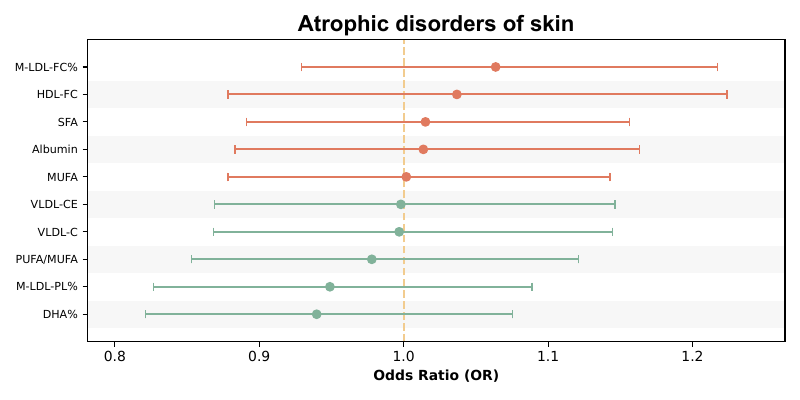 Atrophic disorders of skin
M-LDL-FC%
HDL-FC
SFA
Albumin
MUFA
VLDL-CE
VLDL-C
PUFA/MUFA
M-LDL-PL%
DHA%
0.8 0.9 1.0 1.1 1.2
Odds Ratio (OR)